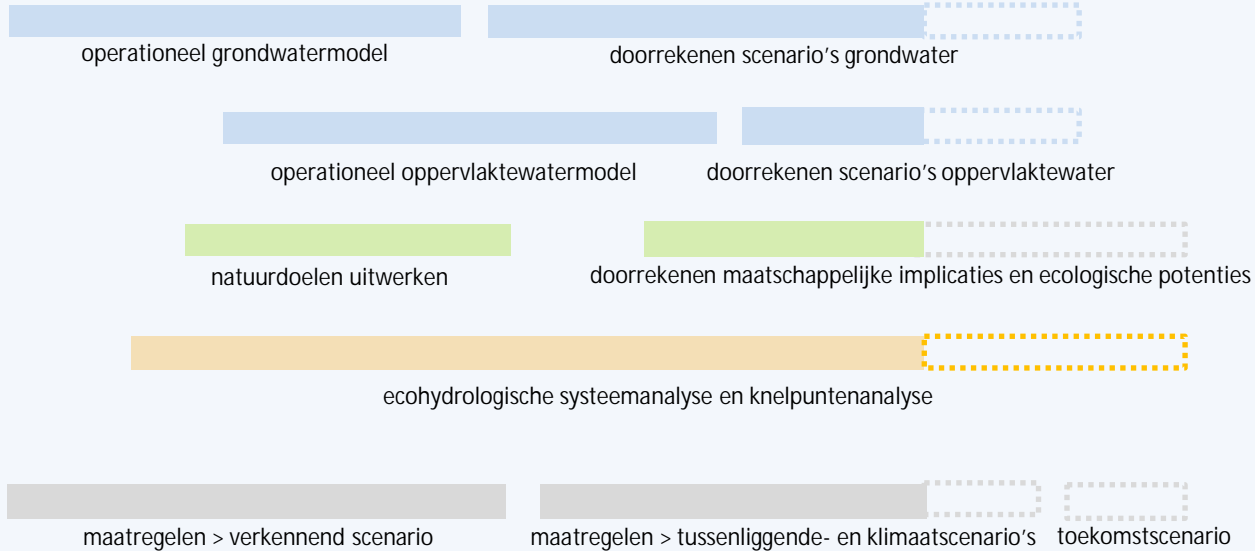 operationeel grondwatermodel
doorrekenen scenario's grondwater
operationeel oppervlaktewatermodel
doorrekenen scenario's oppervlaktewater
natuurdoelen uitwerken
doorrekenen maatschappelijke implicaties en ecologische potenties
ecohydrologische systeemanalyse en knelpuntenanalyse
maatregelen > verkennend scenario
maatregelen > tussenliggende- en klimaatscenario's
toekomstscenario